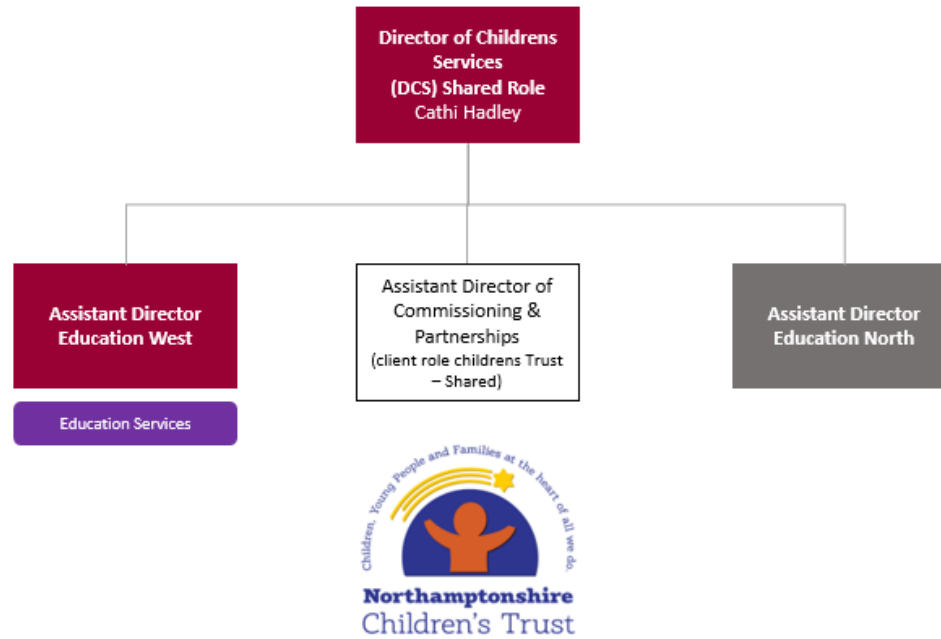 Director of Childrens
Services
(DCS) Shared Role
Cathi Hadley
Assistant Director
Education West
Assistant Director of
Commissioning &
Partnerships
(client role childrens Trust
– Shared)
Assistant Director
Education North
Education Services
Children, Young People and Families at the heart of all we do.
Northamptonshire
Children's Trust